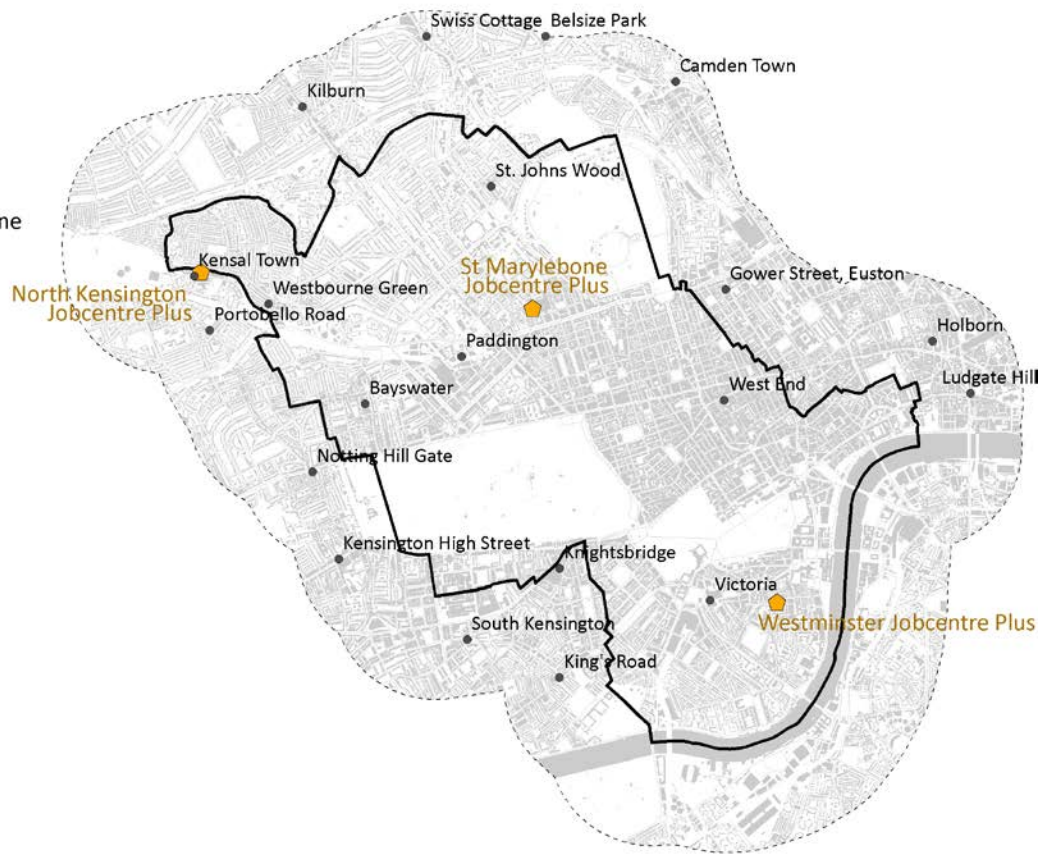 Swiss Cottage
Belsize Park
Camden Town
Kilburn
St. Johns Wood
ne
Kensal Town
North Kensington
Jobcentre Plus
Westbourne Green
Portobello Road
St Marylebone
Jobcentre Plus
Gower Street, Euston
Paddington
Holborn
Bayswater
West End
Ludgate Hill
Notting Hill Gate
Kensington High Street
Knightsbridge
Victoria
Westminster Jobcentre Plus
South Kensington
King's Road